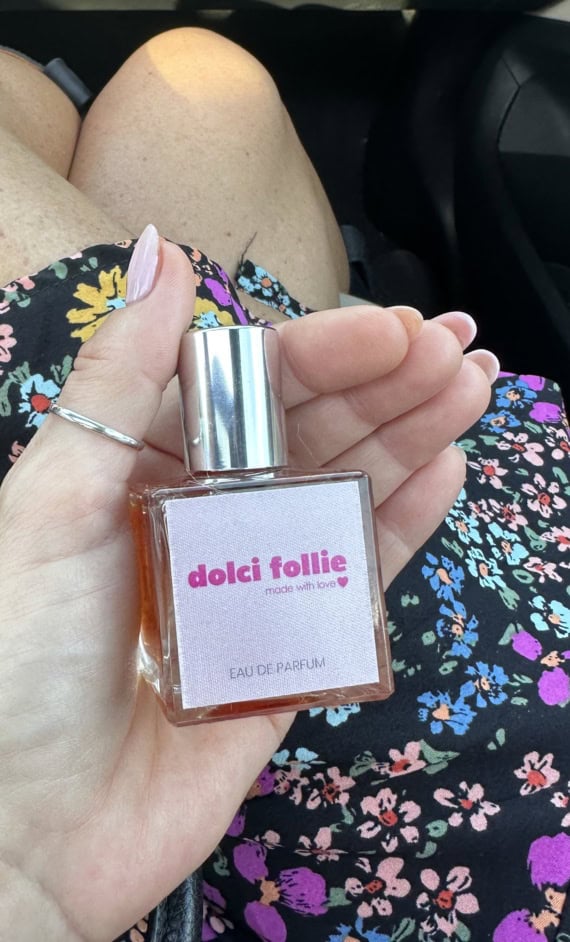 dolci follie
made with love♥
EAU DE PARFUM